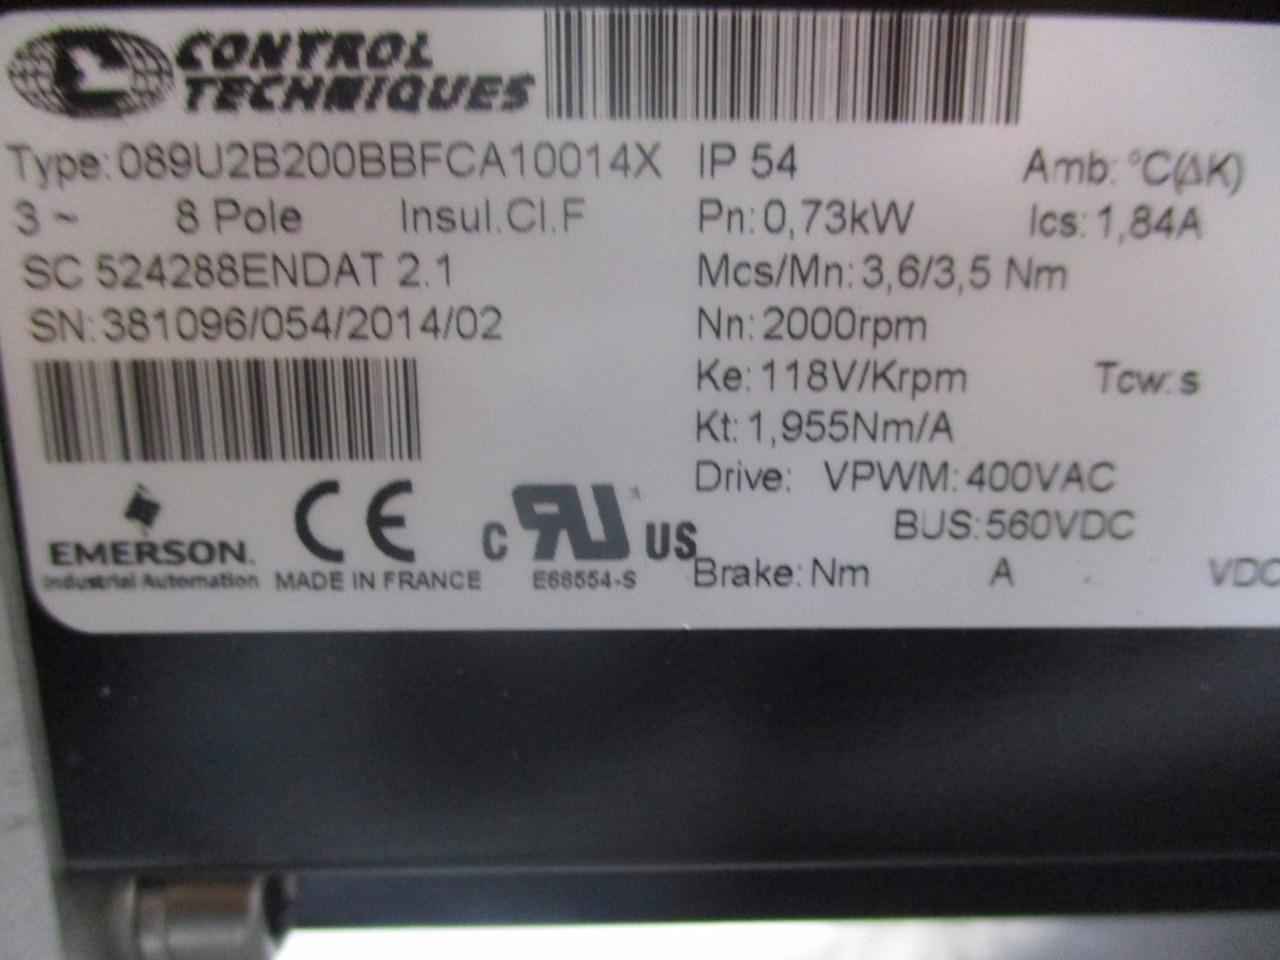 CONTROL
TECHNIQUES
Type: 089U2B200BBFCA10014X
3 ~ 8 Pole Insul.Cl.F
SC 524288ENDAT 2.1
SN: 381096/054/2014/02
EMERSON.
Industrial Automation
CE
MADE IN FRANCE
c RU US
E68554-S
IP 54 Amb: °C(ΔK)
Pn: 0,73kW Ics: 1,84A
Mcs/Mn: 3,6/3,5 Nm
Nn: 2000rpm
Ke: 118V/Krpm Tcw: s
Kt: 1,955Nm/A
Drive: VPWM: 400VAC
BUS: 560VDC
Brake: Nm A VDC